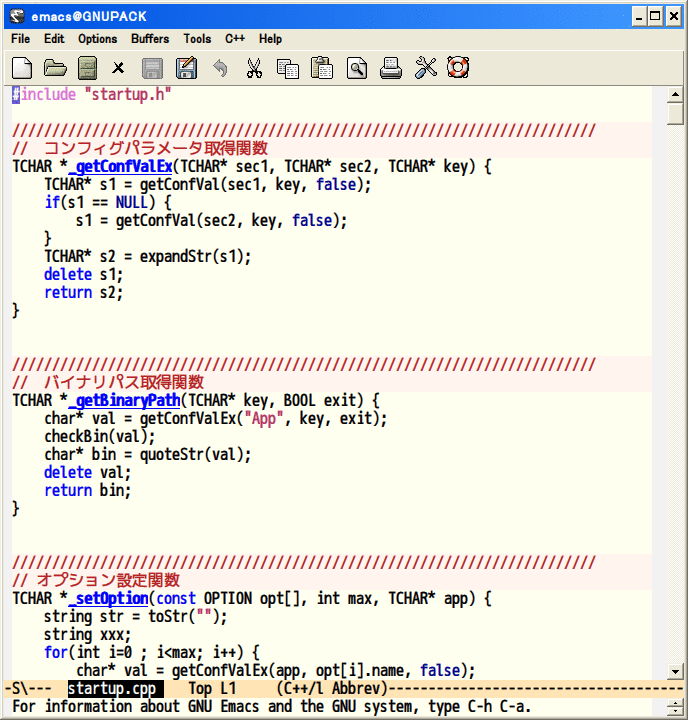 emacs@GNUPACK
File Edit Options Buffers Tools C++ Help
#include "startup.h"
/////////////////////////////////////////////////////////////////////////
//  コンフィグパラメータ取得関数
TCHAR *_getConfValEx(TCHAR* sec1, TCHAR* sec2, TCHAR* key) {
    TCHAR* s1 = getConfVal(sec1, key, false);
    if(s1 == NULL) {
        s1 = getConfVal(sec2, key, false);
    }
    TCHAR* s2 = expandStr(s1);
    delete s1;
    return s2;
}
/////////////////////////////////////////////////////////////////////////
//  バイナリパス取得関数
TCHAR *_getBinaryPath(TCHAR* key, BOOL exit) {
    char* val = getConfValEx("App", key, exit);
    checkBin(val);
    char* bin = quoteStr(val);
    delete val;
    return bin;
}
/////////////////////////////////////////////////////////////////////////
// オプション設定関数
TCHAR *_setOption(const OPTION opt[], int max, TCHAR* app) {
    string str = toStr("");
    string xxx;
    for(int i=0 ; i<max; i++) {
        char* val = getConfValEx(app, opt[i].name, false);
-S\---  startup.cpp    Top L1     (C++/l Abbrev)-------------------------------------
For information about GNU Emacs and the GNU system, type C-h C-a.